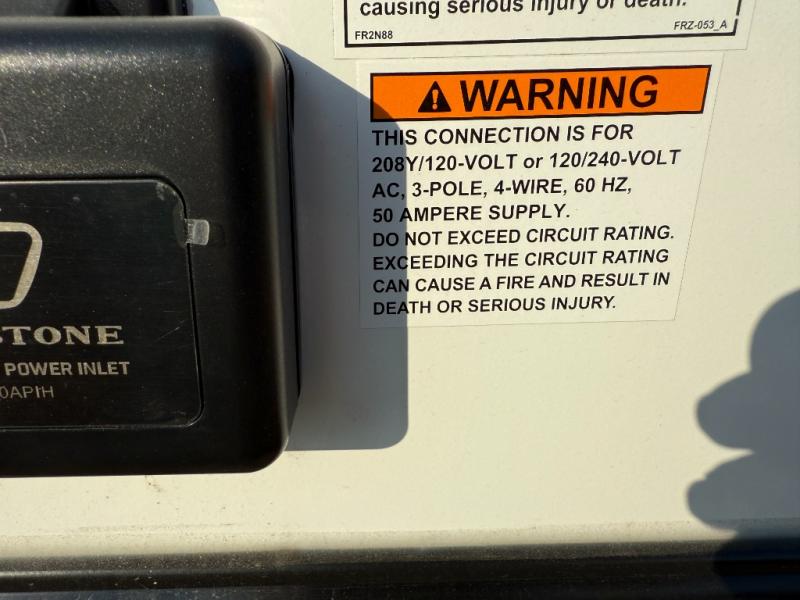 causing serious injury or death.
FR2N88
FRZ-053_A
WARNING
THIS CONNECTION IS FOR
208Y/120-VOLT or 120/240-VOLT
AC, 3-POLE, 4-WIRE, 60 HZ,
50 AMPERE SUPPLY.
DO NOT EXCEED CIRCUIT RATING.
EXCEEDING THE CIRCUIT RATING
CAN CAUSE A FIRE AND RESULT IN
DEATH OR SERIOUS INJURY.
STONE
POWER INLET
0APIH